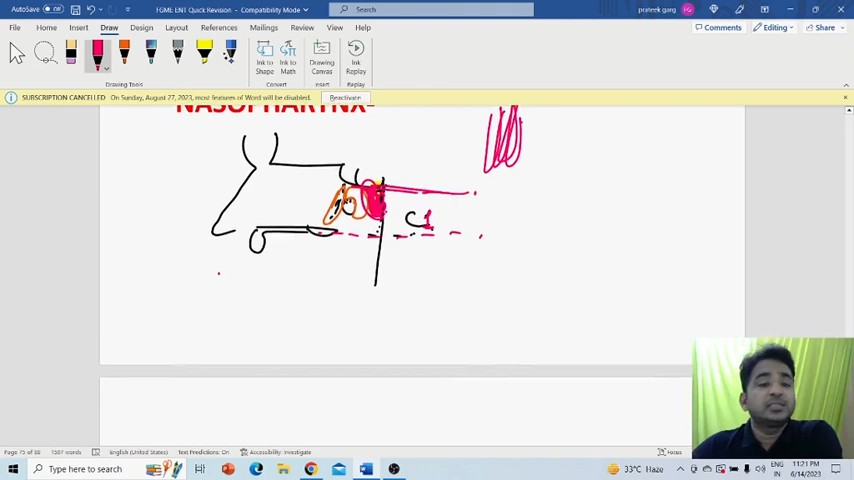 AutoSave Off
FGME ENT Quick Revision - Compatibility Mode
Search
prateek garg
File Home Insert Draw Design Layout References Mailings Review View Help
Comments Editing Share
Ink to Shape
Ink to Math
Drawing Canvas
Ink Replay
Drawing Tools Convert Insert Replay
SUBSCRIPTION CANCELLED On Sunday, August 27, 2023, most features of Word will be disabled. Reactivate
NASOPHARYNX-
C1
Page 75 of 88 1587 words English (United States) Text Predictions: On Accessibility: Investigate Focus
Type here to search
33°C Haze
ENG
IN
11:21 PM
6/14/2023